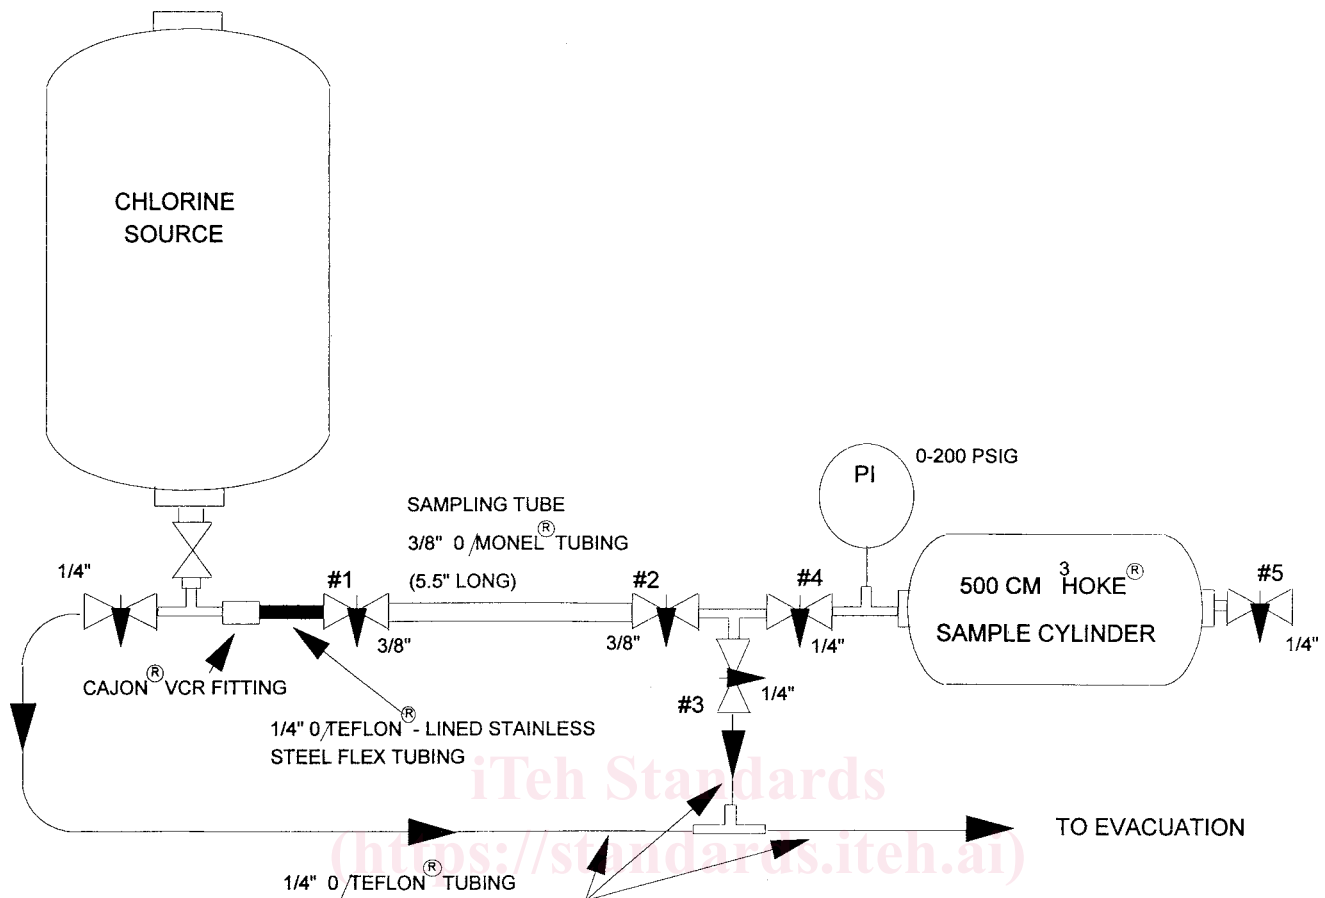 CHLORINE
SOURCE
PI
0-200 PSIG
SAMPLING TUBE
3/8" 0/MONEL® TUBING
(5.5" LONG)
1/4"
#1
#2
#4
500 CM 3 HOKE®
#5
SAMPLE CYLINDER
3/8"
3/8"
1/4"
1/4"
CAJON® VCR FITTING
#3
1/4"
1/4" 0/TEFLON® - LINED STAINLESS
STEEL FLEX TUBING
iTeh Standards
TO EVACUATION
(https://standards.iteh.ai)
1/4" 0/TEFLON® TUBING